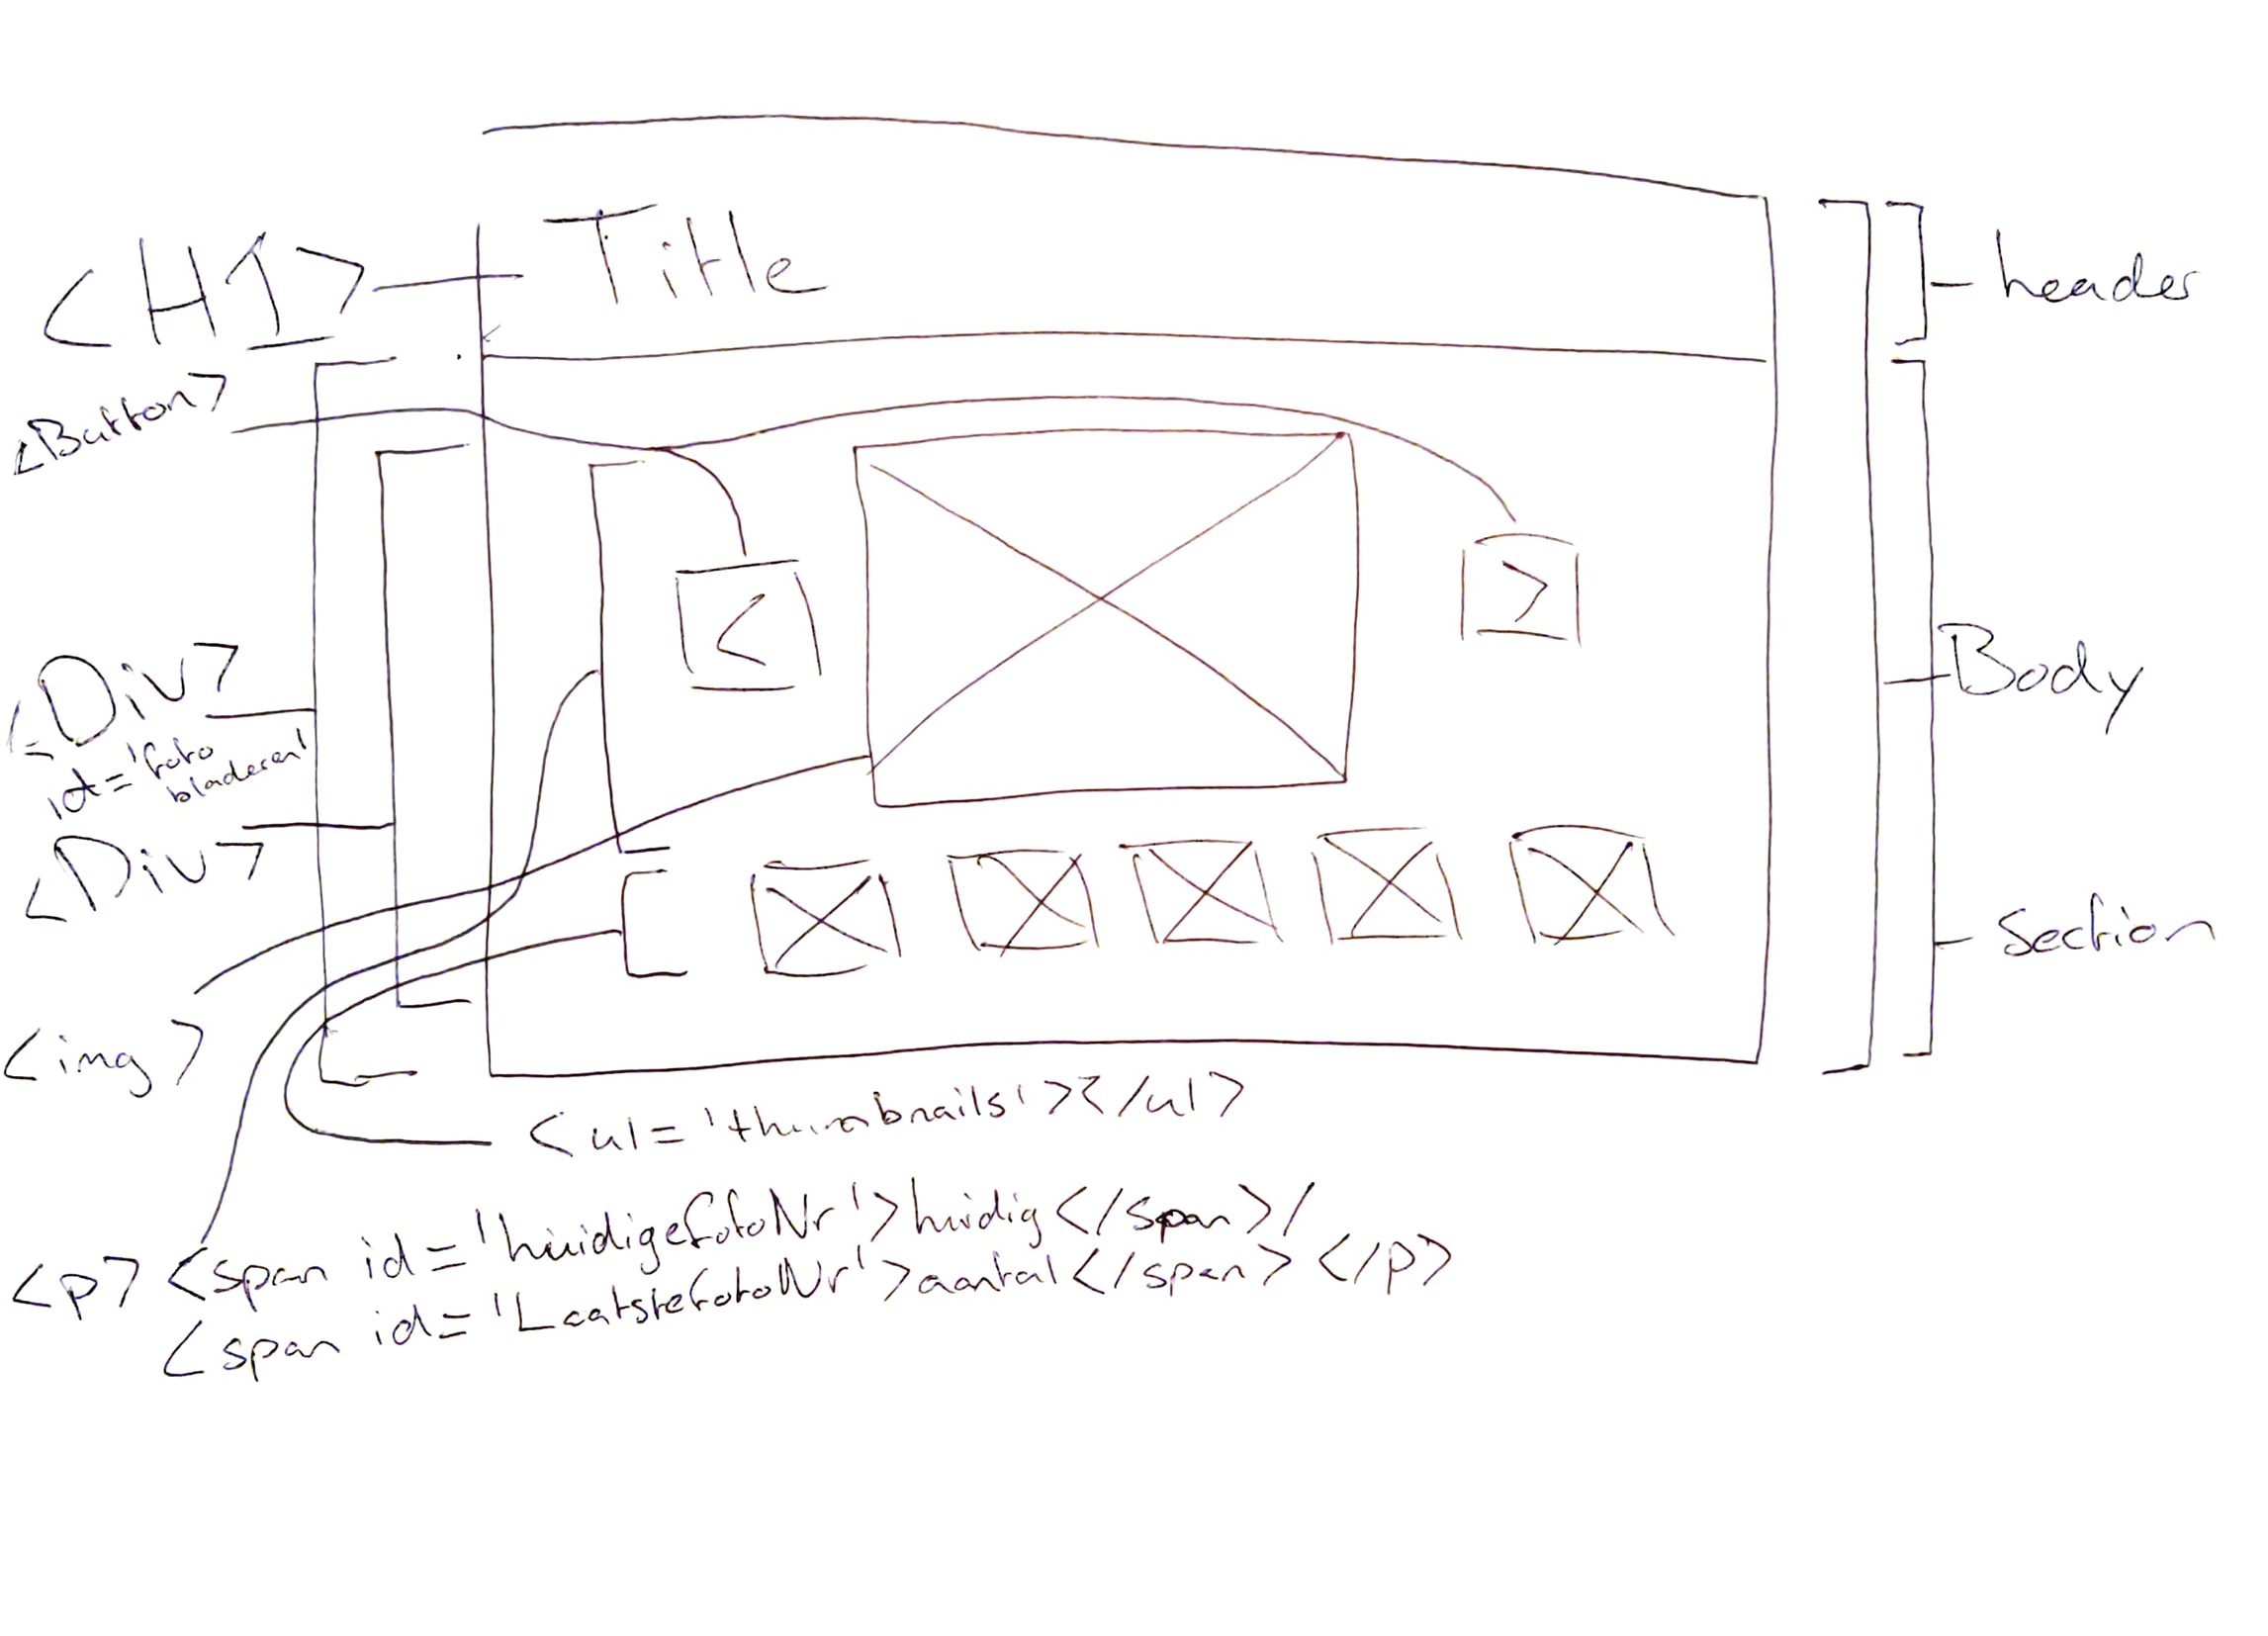 <H1>
Title
header
<Button>
<
>
<Div>
id='foto
bladeren'
<Div>
Body
Section
<img>
<ul='thumbnails'></ul>
<p><span id='huidigefotoNr'>huidig</span>/
<span id='LaatstefotoNr'>aantal</span></p>